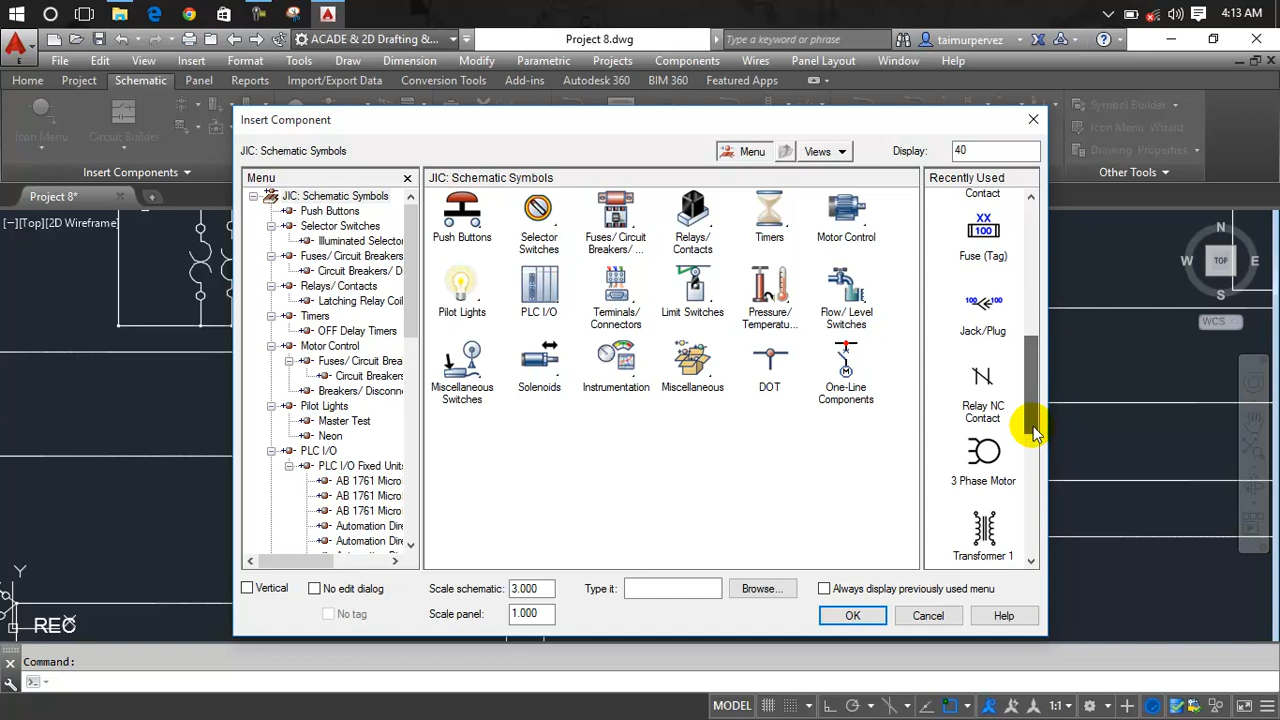 4:13 AM
ACADE & 2D Drafting &...
Project 8.dwg
Type a keyword or phrase
taimurpervez
E
File Edit View Insert Format Tools Draw Dimension Modify Parametric Projects Components Wires Panel Layout Window Help
Home Project Schematic Panel Reports Import/Export Data Conversion Tools Add-ins Autodesk 360 BIM 360 Featured Apps
Icon Menu
Circuit Builder
Symbol Builder
Icon Menu Wizard
Drawing Properties
Insert Components
Other Tools
Project 8*
[−][Top][2D Wireframe]
Insert Component
JIC: Schematic Symbols
Menu
Views
Display:
40
Menu
JIC: Schematic Symbols
Push Buttons
Selector Switches
Illuminated Selector
Fuses/ Circuit Breakers/
Circuit Breakers/ D
Relays/ Contacts
Latching Relay Coil
Timers
OFF Delay Timers
Motor Control
Fuses/ Circuit Brea
Circuit Breakers
Breakers/ Disconne
Pilot Lights
Master Test
Neon
PLC I/O
PLC I/O Fixed Units
AB 1761 Micro
AB 1761 Micro
AB 1761 Micro
Automation Dire
Automation Dire
JIC: Schematic Symbols
Push Buttons
Selector Switches
Fuses/ Circuit Breakers/ ...
Relays/ Contacts
Timers
Motor Control
Pilot Lights
PLC I/O
Teminals/ Connectors
Limit Switches
Pressure/ Temperatu...
Flow/ Level Switches
Miscellaneous Switches
Solenoids
Instrumentation
Miscellaneous
DOT
One-Line Components
Recently Used
Contact
XX
100
Fuse (Tag)
100 100
Jack/Plug
Relay NC Contact
3 Phase Motor
Transformer 1
N
W
TOP
E
S
WCS
Vertical
No edit dialog
No tag
Scale schematic:
3.000
Scale panel:
1.000
Type it:
Browse...
Always display previously used menu
OK
Cancel
Help
Y
REC
X
Command:
MODEL
1:1